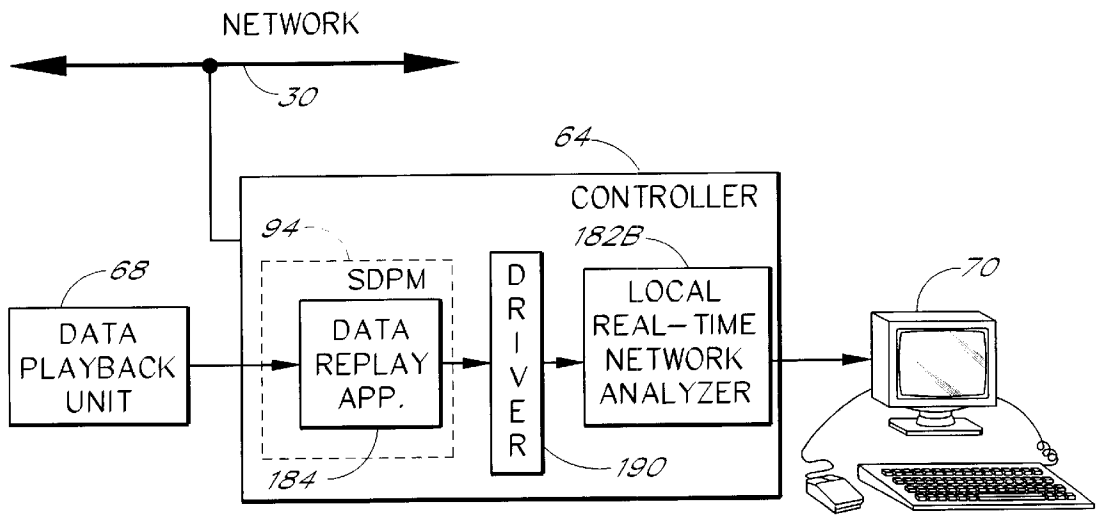 NETWORK
30
64
CONTROLLER
94
182B
68
SDPM
70
DATA
PLAYBACK
UNIT
DATA
REPLAY
APP.
DRIVER
LOCAL
REAL-TIME
NETWORK
ANALYZER
184
190